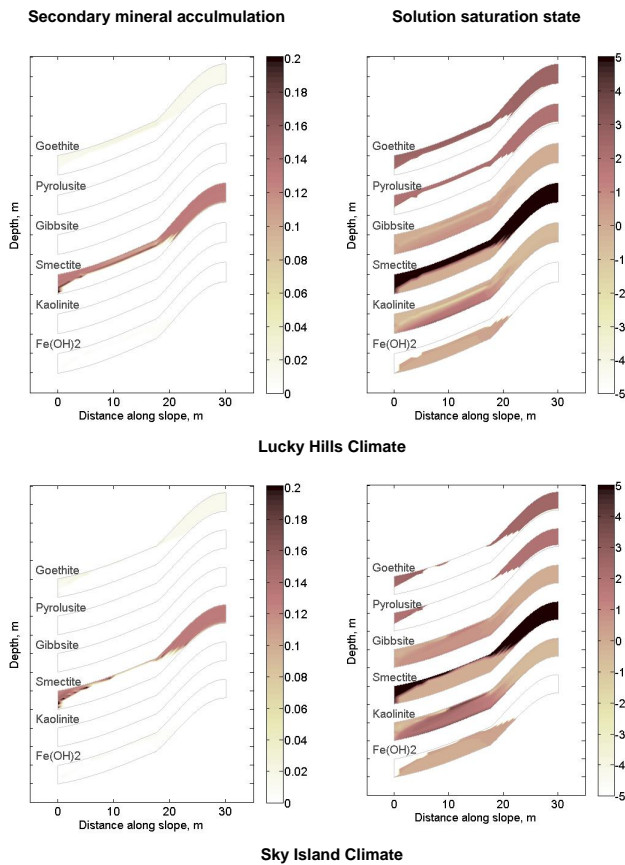 Secondary mineral acculmulation
Solution saturation state
Depth, m
Goethite
Pyrolusite
Gibbsite
Smectite
Kaolinite
Fe(OH)2
0 10 20 30
Distance along slope, m
0.2
0.18
0.16
0.14
0.12
0.1
0.08
0.06
0.04
0.02
0
Depth, m
Goethite
Pyrolusite
Gibbsite
Smectite
Kaolinite
Fe(OH)2
0 10 20 30
Distance along slope, m
5
4
3
2
1
0
-1
-2
-3
-4
-5
Lucky Hills Climate
Depth, m
Goethite
Pyrolusite
Gibbsite
Smectite
Kaolinite
Fe(OH)2
0 10 20 30
Distance along slope, m
0.2
0.18
0.16
0.14
0.12
0.1
0.08
0.06
0.04
0.02
0
Depth, m
Goethite
Pyrolusite
Gibbsite
Smectite
Kaolinite
Fe(OH)2
0 10 20 30
Distance along slope, m
5
4
3
2
1
0
-1
-2
-3
-4
-5
Sky Island Climate